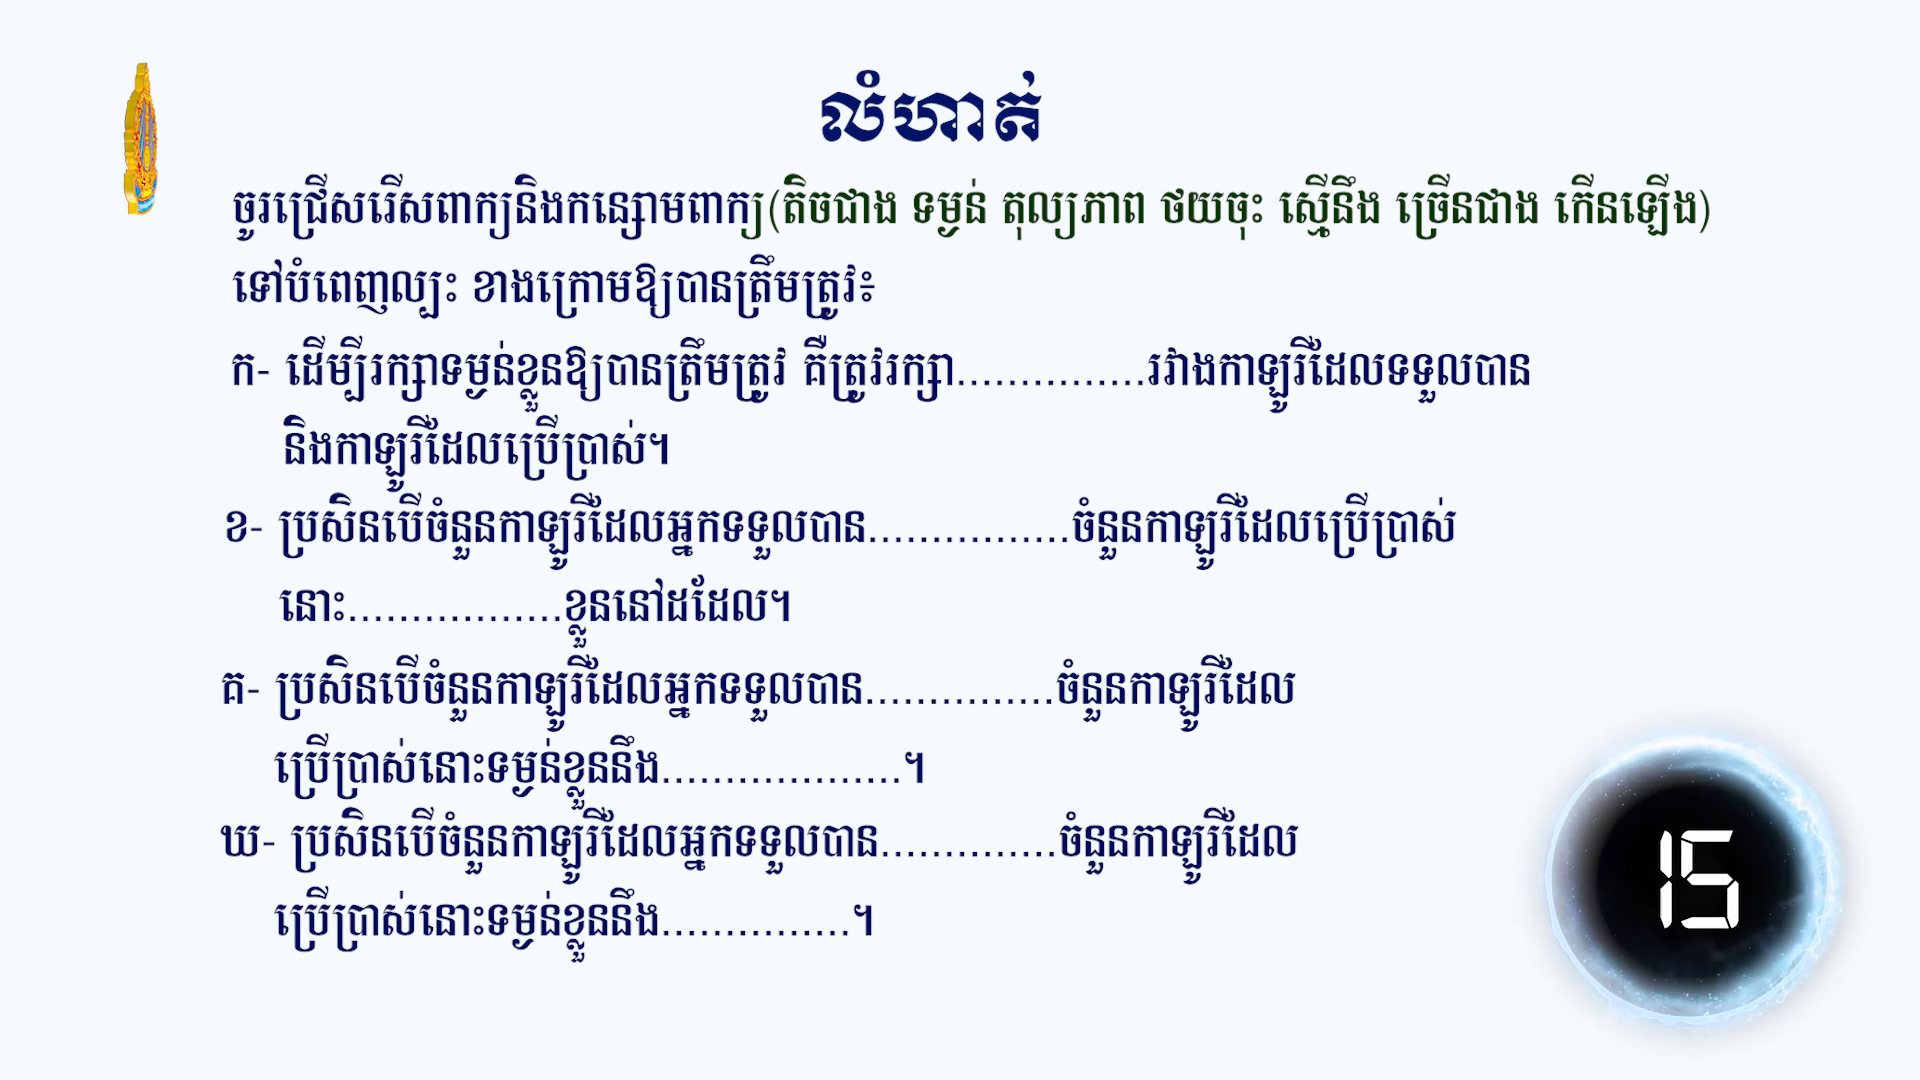 លំហាត់
ចូរជ្រើសរើសពាក្យនិងកន្សោមពាក្យ(តិចជាង ទម្ងន់ តុល្យភាព ថយចុះ ស្មើនឹង ច្រើនជាង កើនឡើង)
ទៅបំពេញល្បះ ខាងក្រោមឱ្យបានត្រឹមត្រូវ៖
ក- ដើម្បីរក្សាទម្ងន់ខ្លួនឱ្យបានត្រឹមត្រូវ គឺត្រូវរក្សា...............រវាងកាឡូរីដែលទទួលបាន
និងកាឡូរីដែលប្រើប្រាស់។
ខ- ប្រសិនបើចំនួនកាឡូរីដែលអ្នកទទួលបាន................ចំនួនកាឡូរីដែលប្រើប្រាស់
នោះ.................ខ្លួននៅដដែល។
គ- ប្រសិនបើចំនួនកាឡូរីដែលអ្នកទទួលបាន...............ចំនួនកាឡូរីដែល
ប្រើប្រាស់នោះទម្ងន់ខ្លួននឹង...................។
ឃ- ប្រសិនបើចំនួនកាឡូរីដែលអ្នកទទួលបាន..............ចំនួនកាឡូរីដែល
ប្រើប្រាស់នោះទម្ងន់ខ្លួននឹង...............។
15